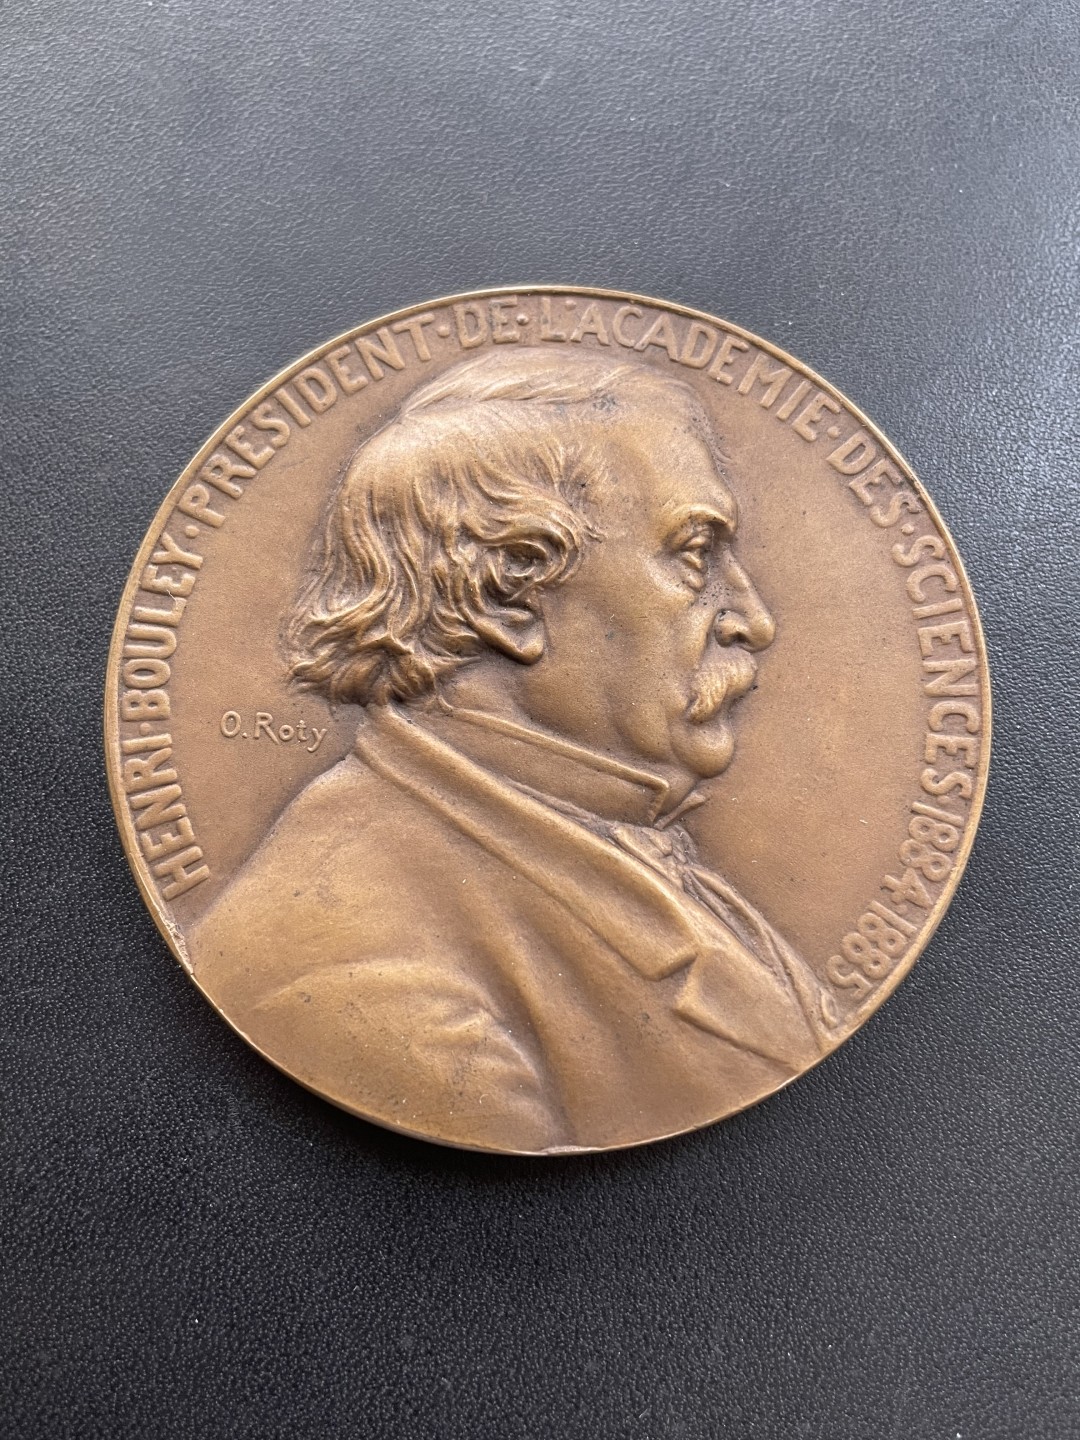 HENRI·BOULEY·PRESIDENT·DE·L'ACADEMIE·DES·SCIENCES 1884·1885
O. Roty